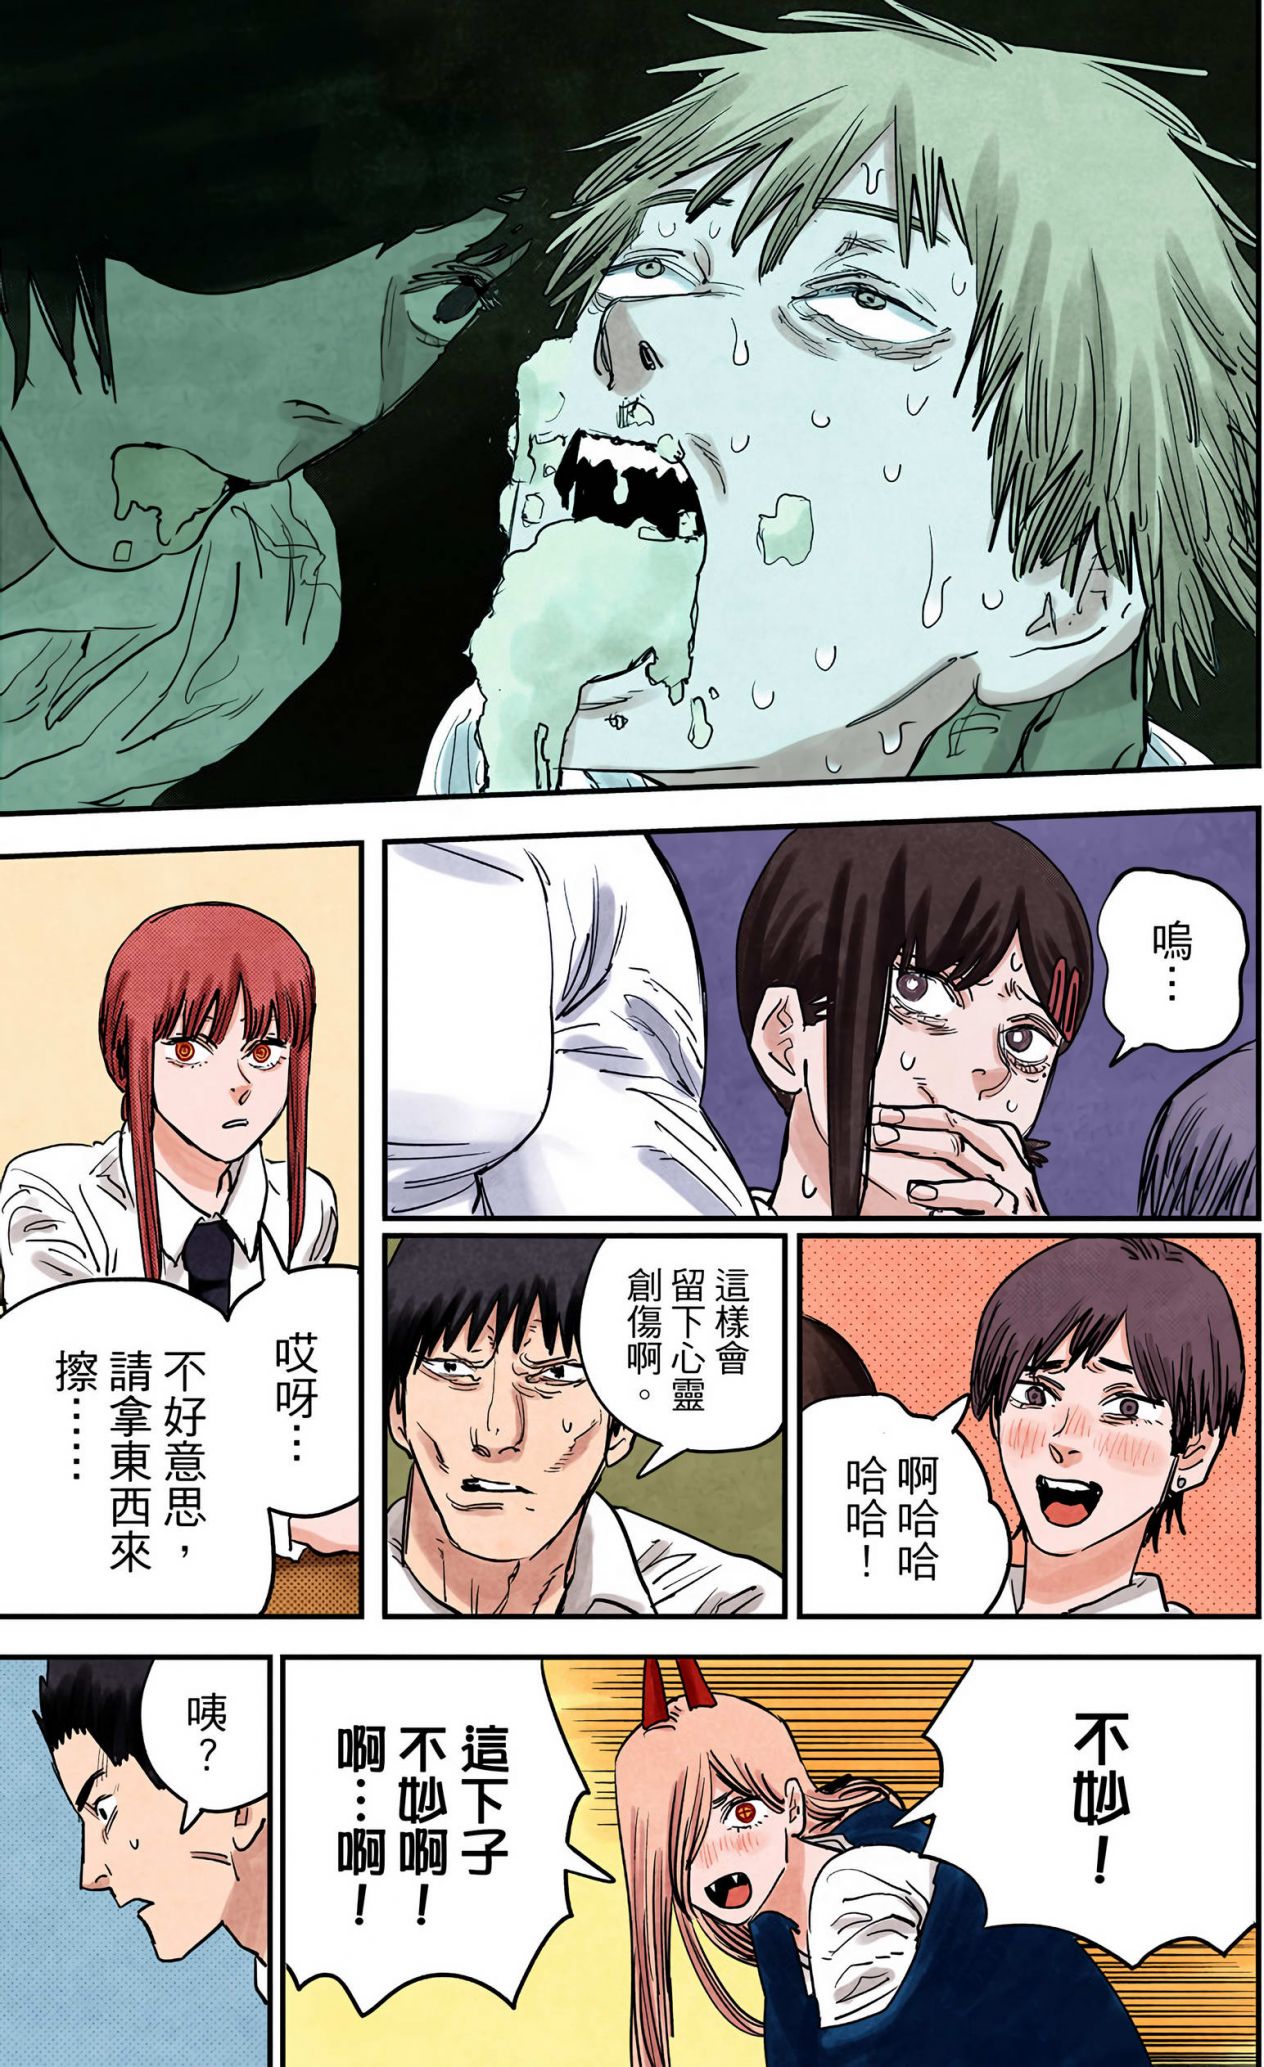 嗚…
啊哈哈
哈哈！
這樣會
留下心靈
創傷啊。
哎呀…
不好意思，
請拿東西來
擦……
不妙！
這下子
不妙啊！
啊…啊！
咦？